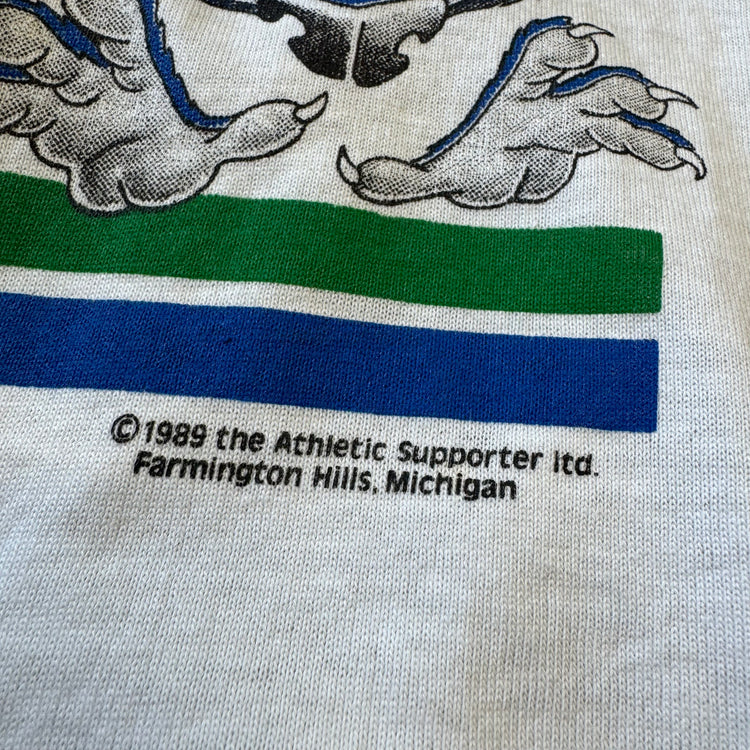 ©1989 the Athletic Supporter ltd.
Farmington Hills, Michigan